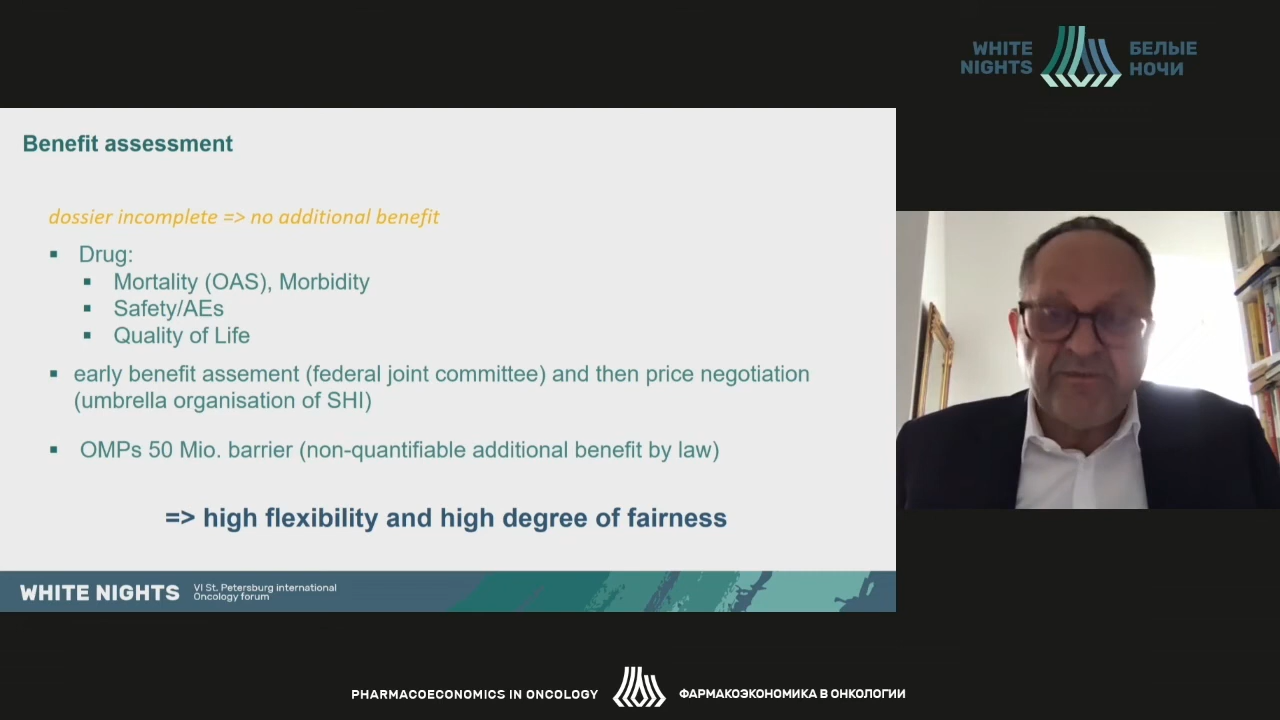 WHITE
NIGHTS
БЕЛЫЕ
НОЧИ
Benefit assessment
dossier incomplete => no additional benefit
▪ Drug:
▪ Mortality (OAS), Morbidity
▪ Safety/AEs
▪ Quality of Life
▪ early benefit assement (federal joint committee) and then price negotiation
(umbrella organisation of SHI)
▪ OMPs 50 Mio. barrier (non-quantifiable additional benefit by law)
=> high flexibility and high degree of fairness
WHITE NIGHTS
VI St. Petersburg international
Oncology forum
PHARMACOECONOMICS IN ONCOLOGY
ФАРМАКОЭКОНОМИКА В ОНКОЛОГИИ